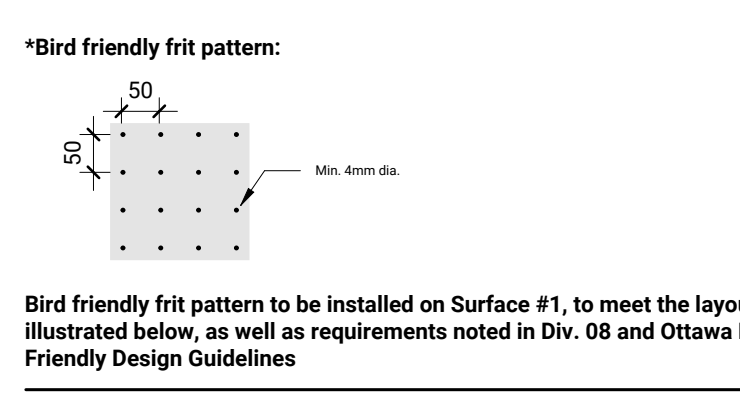 *Bird friendly frit pattern:
50
50
Min. 4mm dia.
Bird friendly frit pattern to be installed on Surface #1, to meet the
illustrated below, as well as requirements noted in Div. 08 and Ottawa
Friendly Design Guidelines